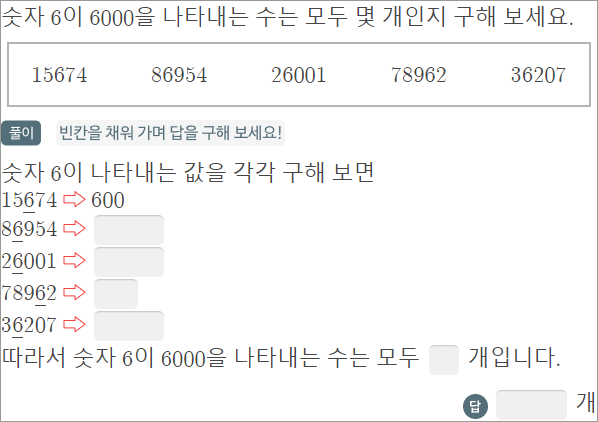 숫자 6이 6000을 나타내는 수는 모두 몇 개인지 구해 보세요.
15674 86954 26001 78962 36207
풀이 빈칸을 채워 가며 답을 구해 보세요!
숫자 6이 나타내는 값을 각각 구해 보면
15674 ⇨ 600
86954 ⇨
26001 ⇨
78962 ⇨
36207 ⇨
따라서 숫자 6이 6000을 나타내는 수는 모두 개입니다.
답 개